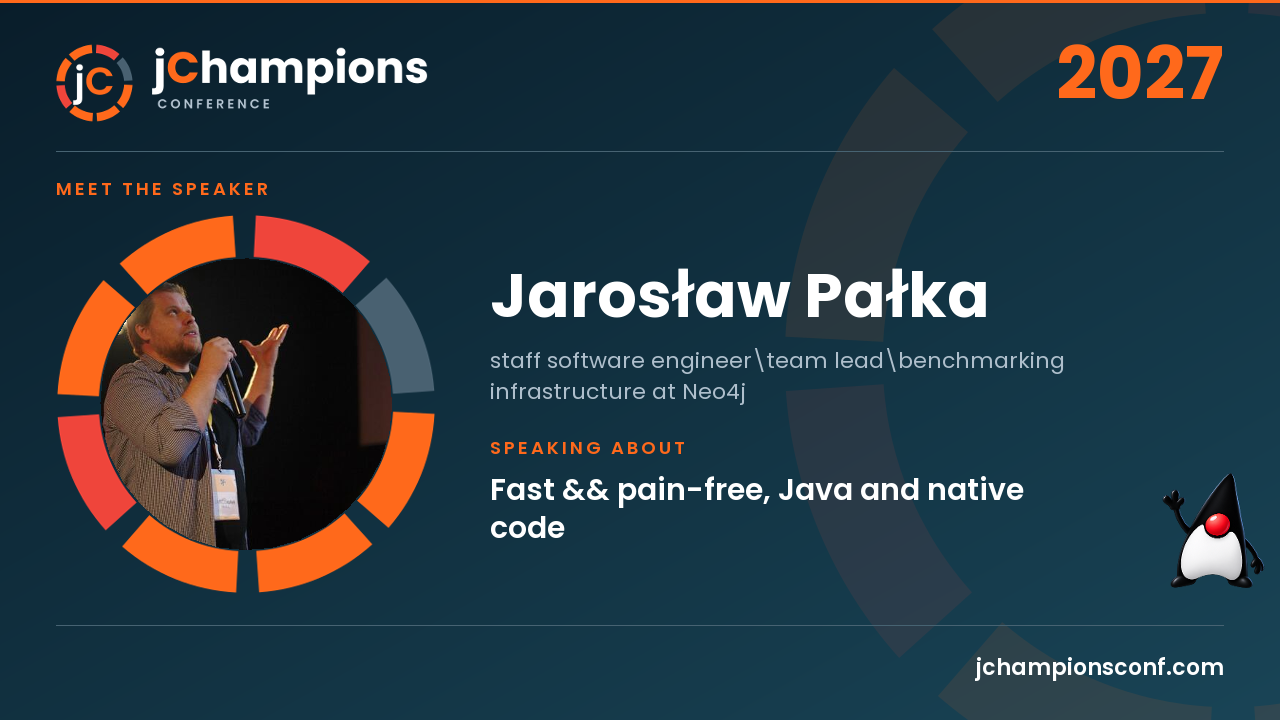 jC jChampions
CONFERENCE
2027
MEET THE SPEAKER
Jarosław Pałka
staff software engineer\team lead\benchmarking
infrastructure at Neo4j
SPEAKING ABOUT
Fast && pain-free, Java and native
code
jchampionsconf.com